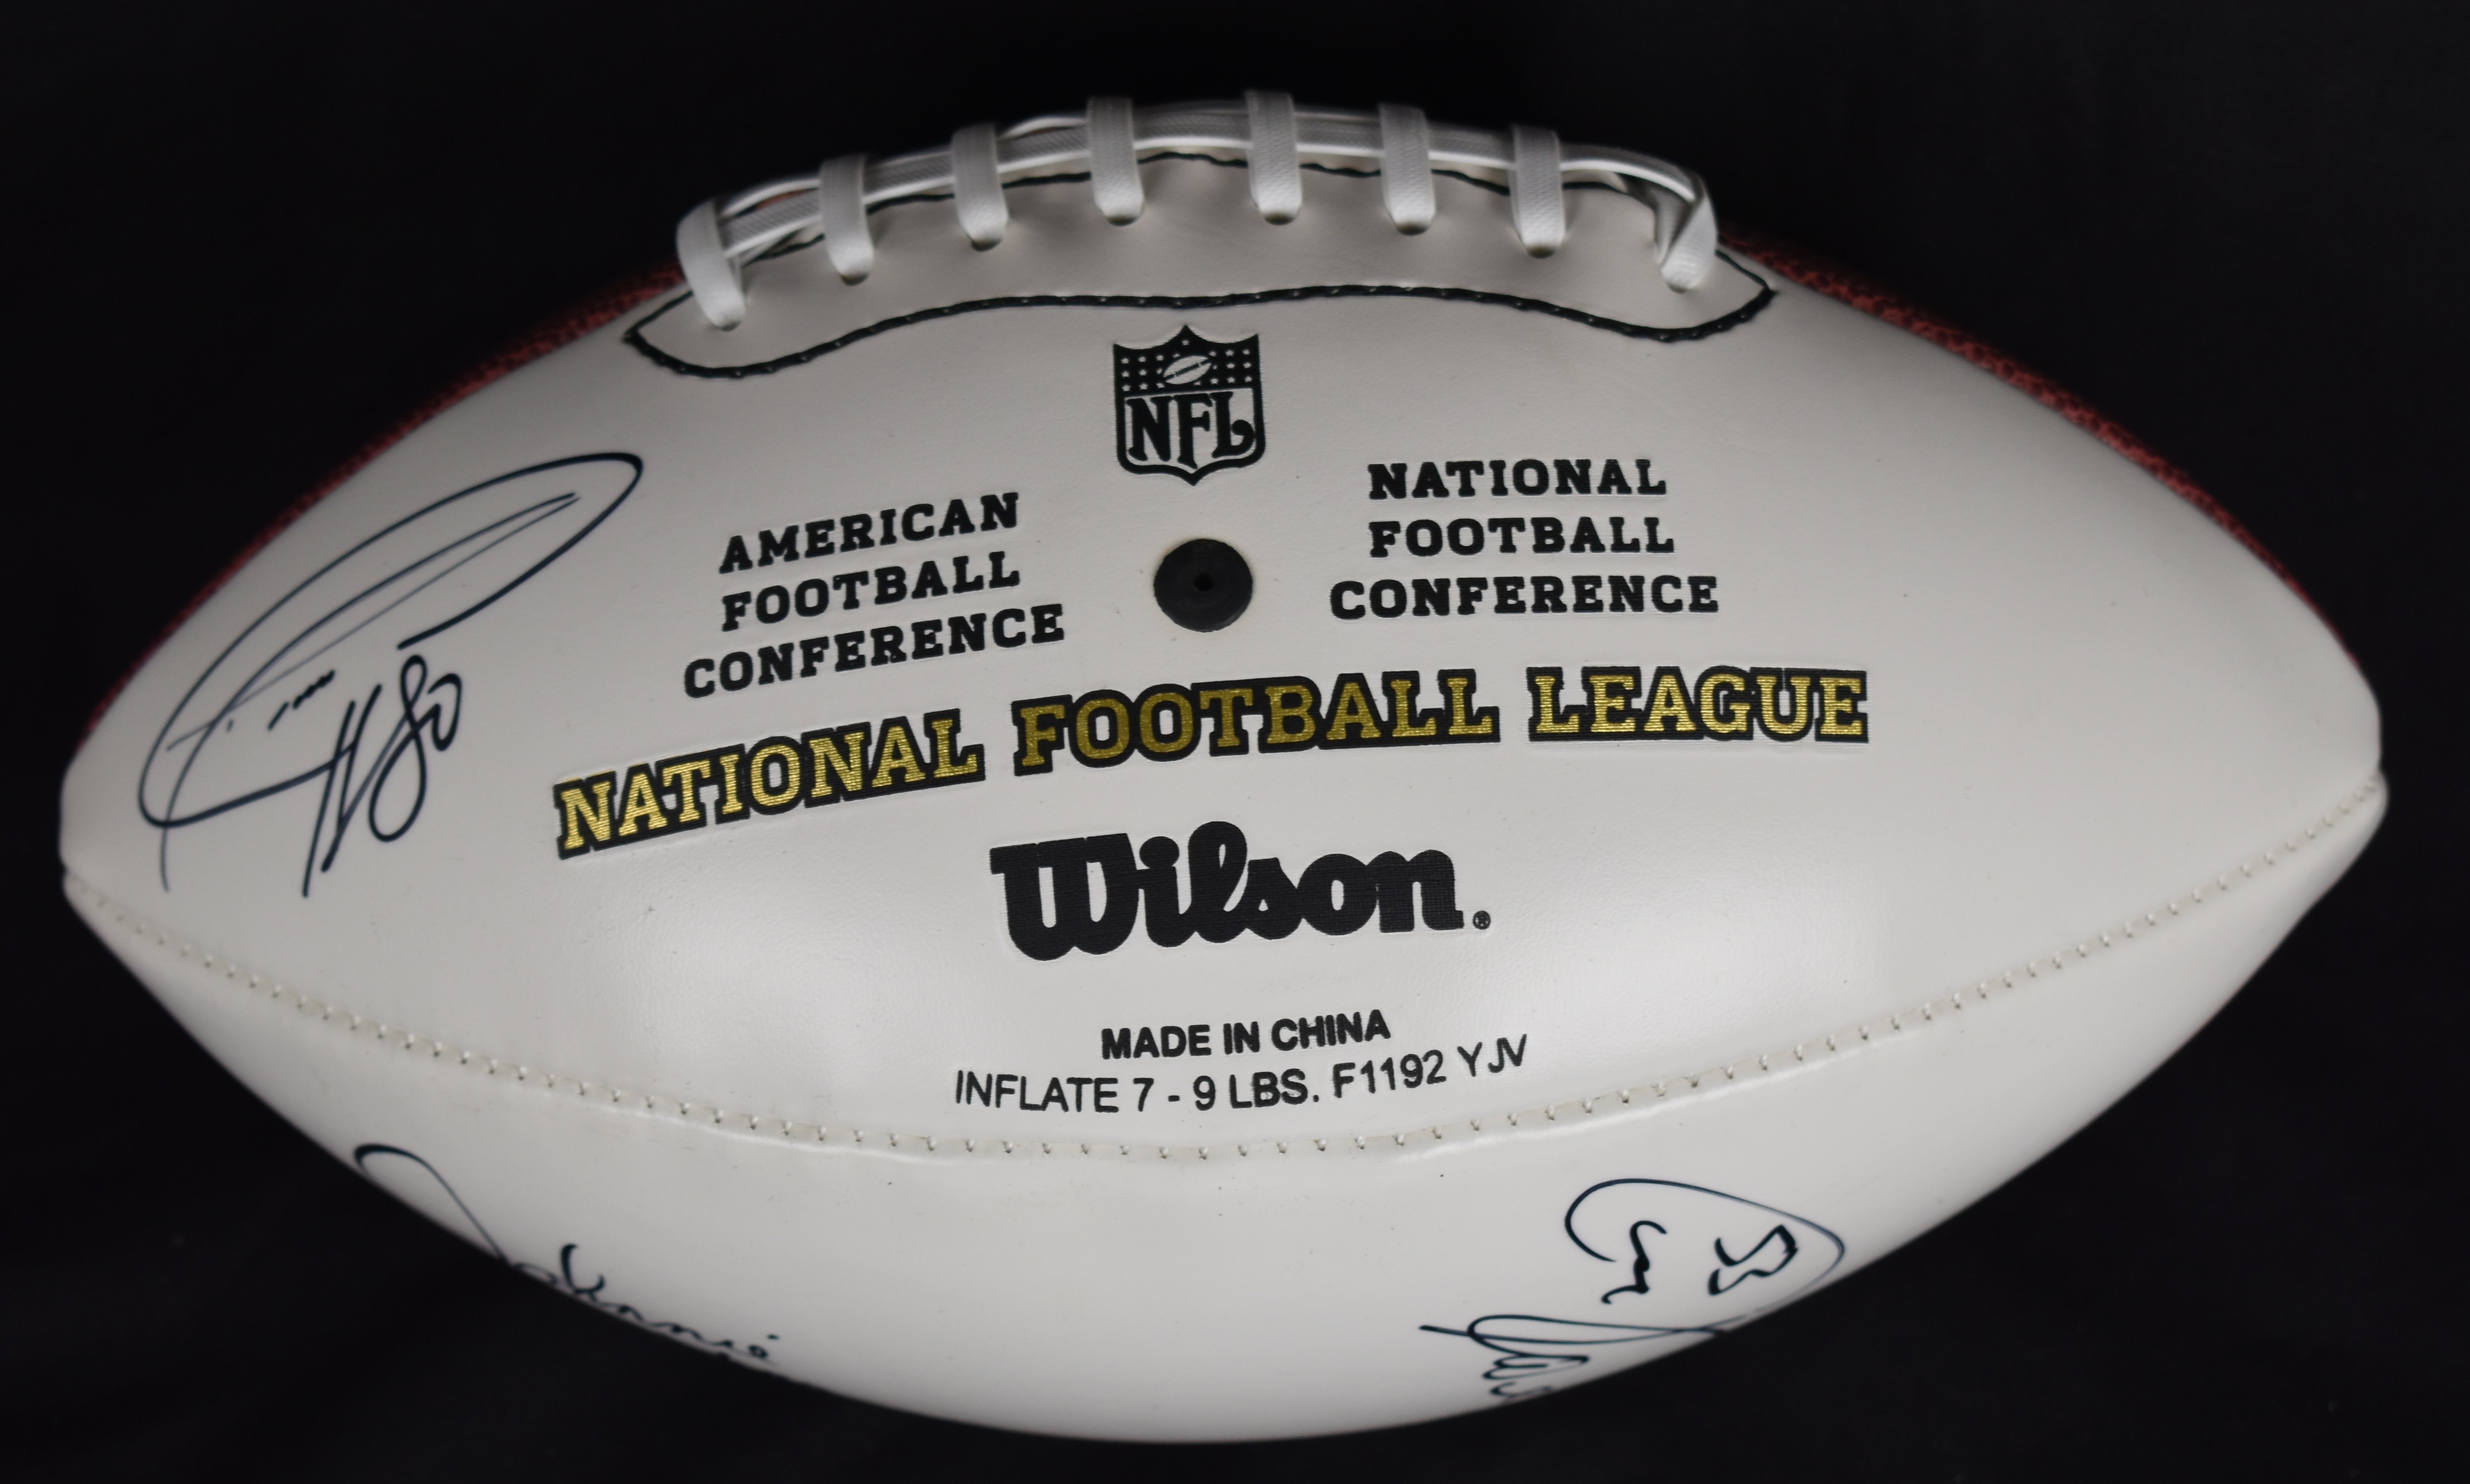 NFL
AMERICAN
FOOTBALL
CONFERENCE
NATIONAL
FOOTBALL
CONFERENCE
NATIONAL FOOTBALL LEAGUE
Wilson®
MADE IN CHINA
INFLATE 7 - 9 LBS. F1192 YJV
#80